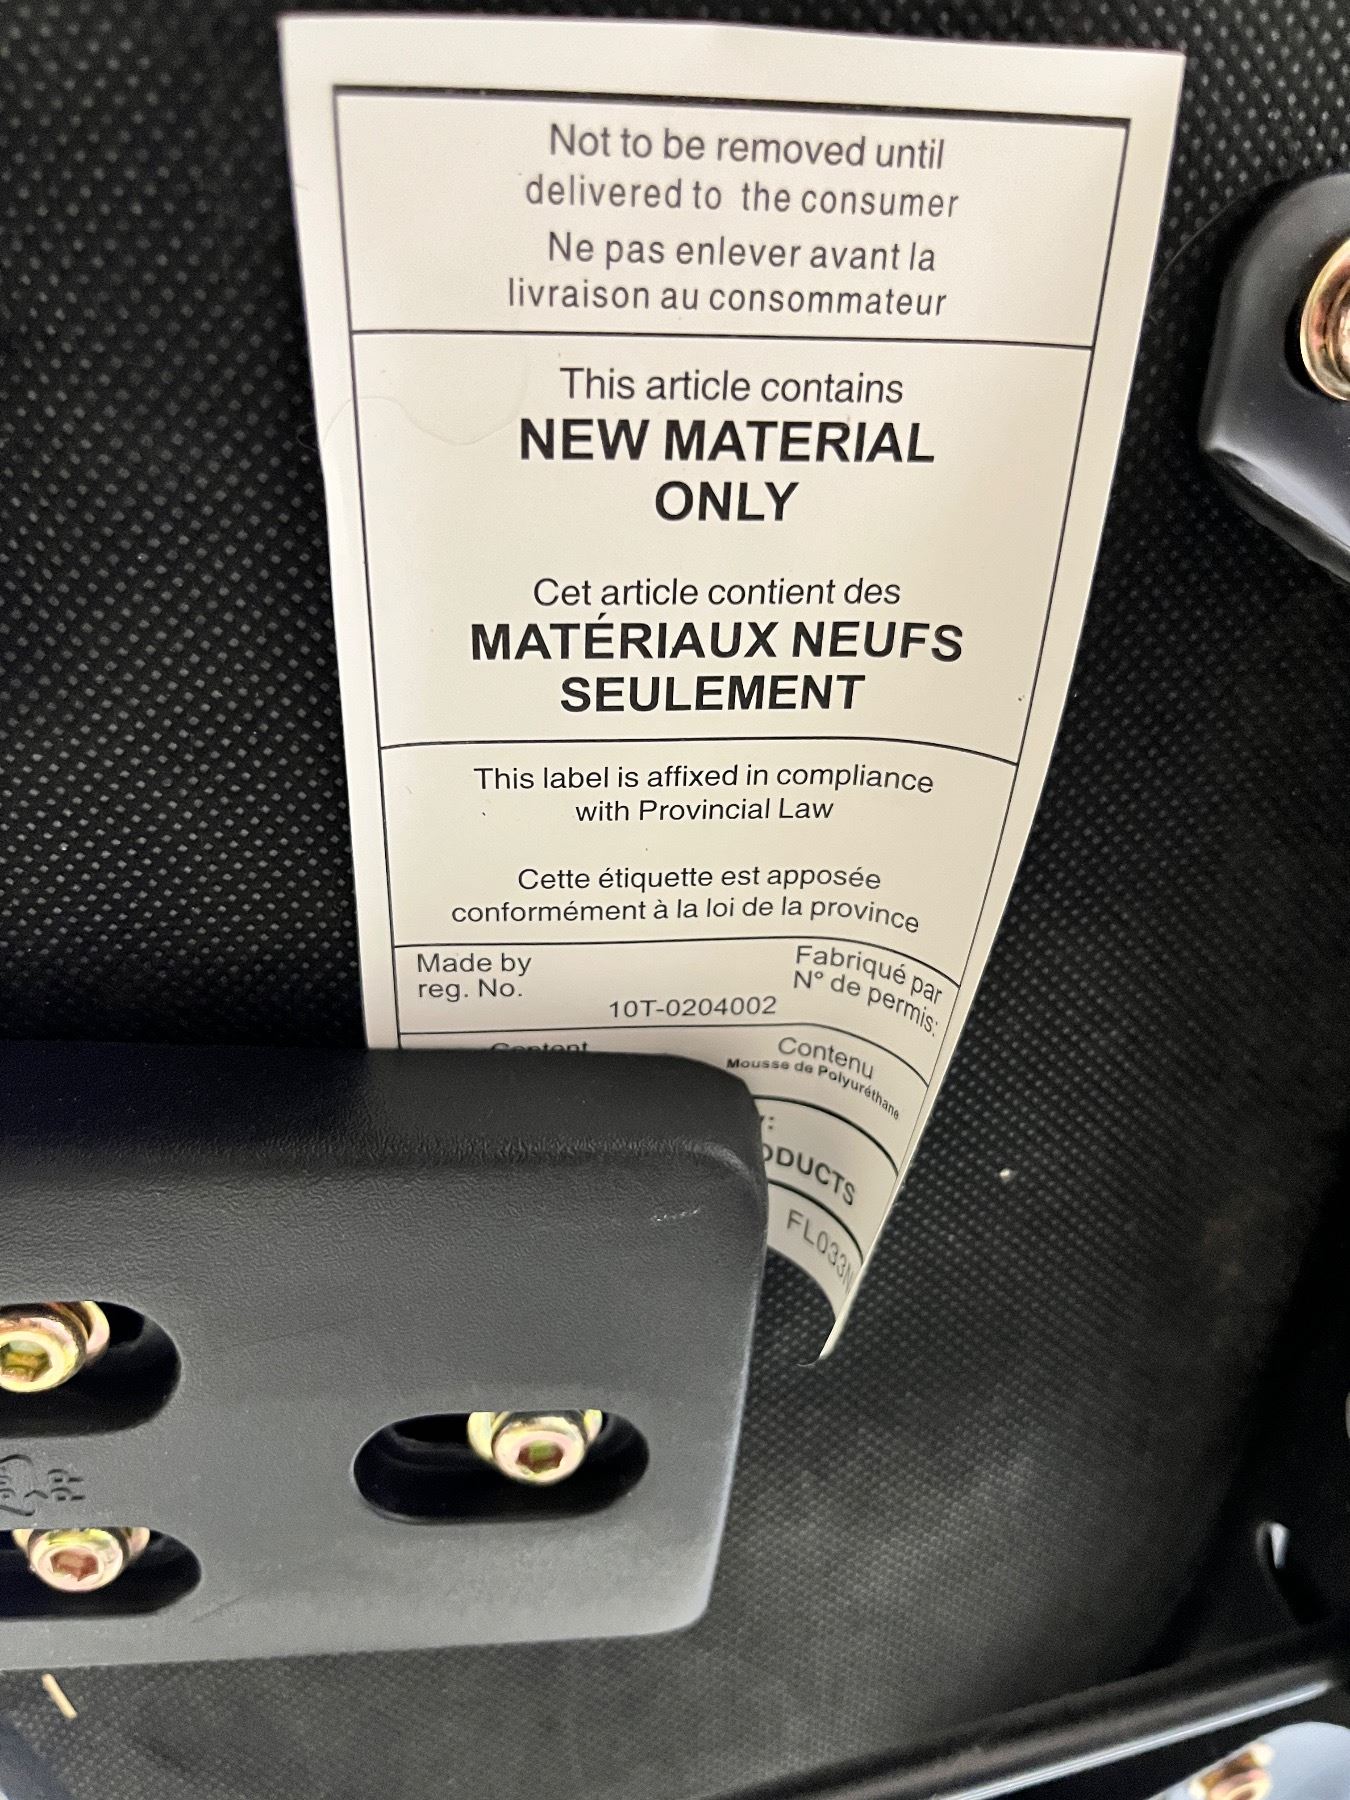 Not to be removed until
delivered to the consumer
Ne pas enlever avant la
livraison au consommateur
This article contains
NEW MATERIAL
ONLY
Cet article contient des
MATÉRIAUX NEUFS
SEULEMENT
This label is affixed in compliance
with Provincial Law
Cette étiquette est apposée
conformément à la loi de la province
Made by
reg. No.
10T-0204002
Fabriqué par
N° de permis:
Content
Contenu
Mousse de Polyuréthane